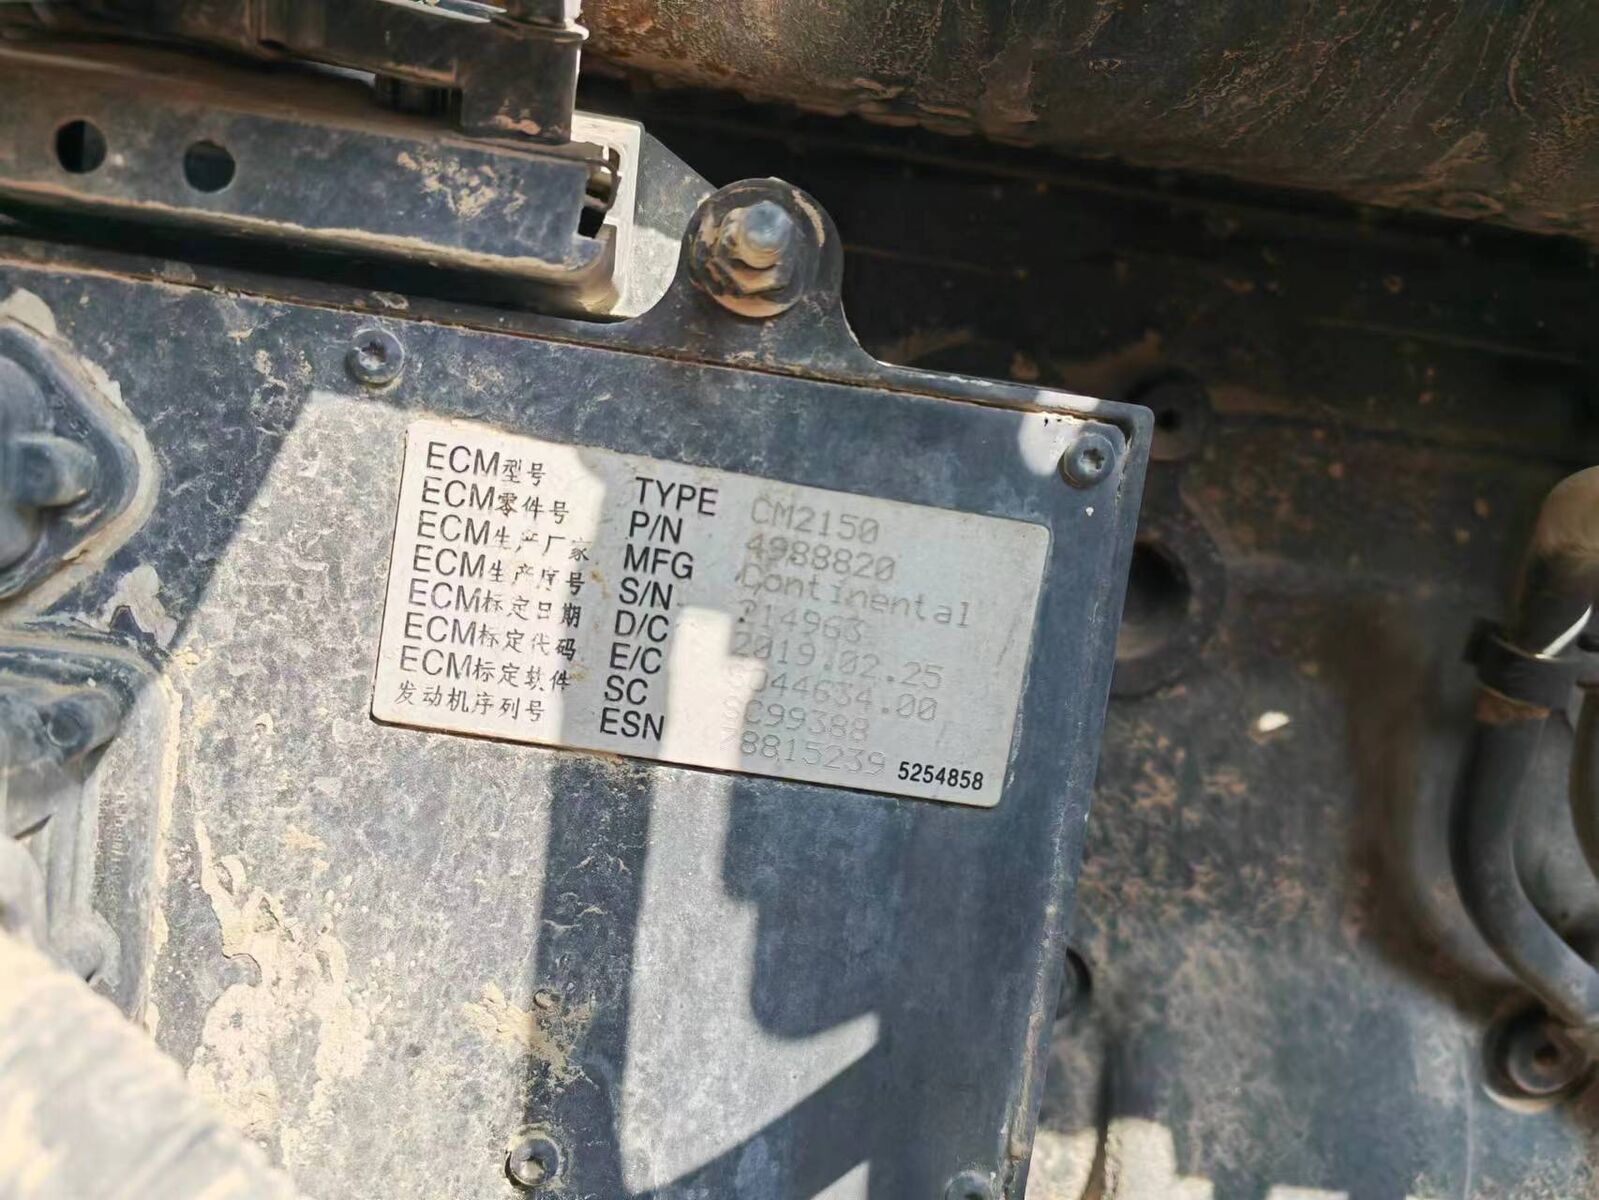 ECM型号 TYPE CM2150
ECM零件号 P/N 4988820
ECM生产厂家 MFG Continental
ECM生产序号 S/N 14963
ECM标定日期 D/C 2019.02.25
ECM标定代码 E/C 44634.00
ECM标定软件 SC SC99388
发动机序列号 ESN 78815239
5254858